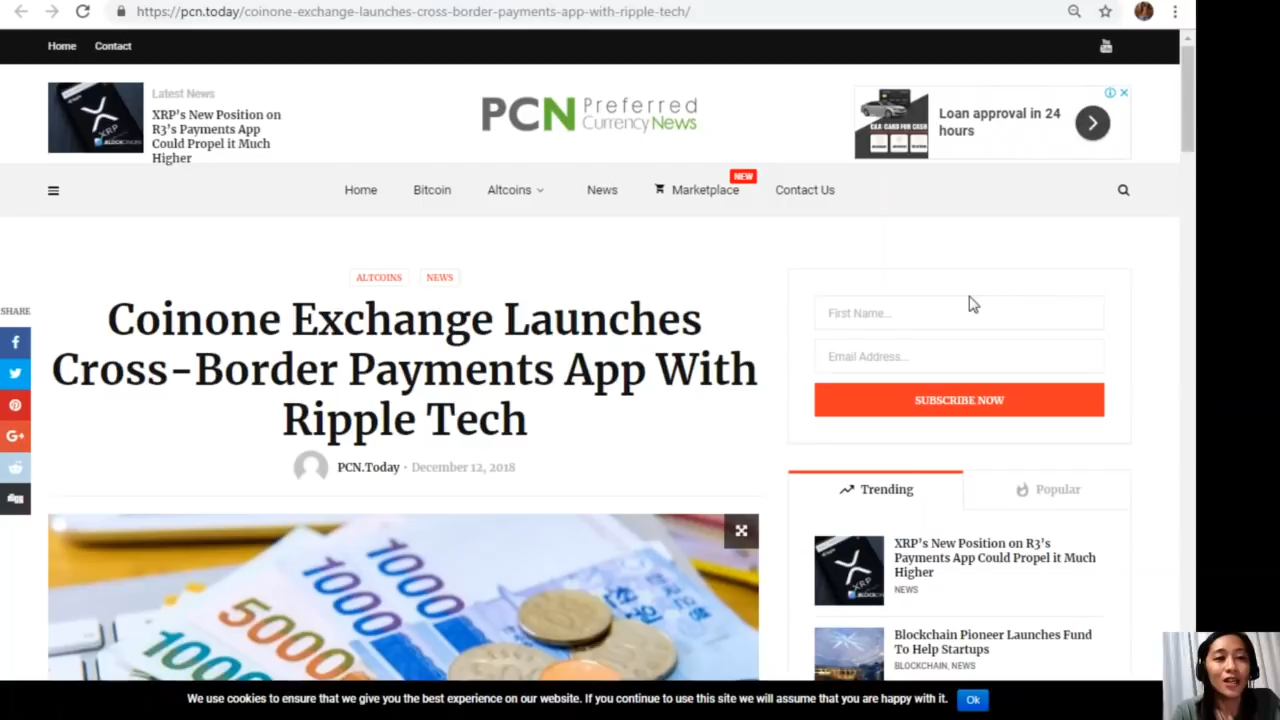 https://pcn.today/coinone-exchange-launches-cross-border-payments-app-with-ripple-tech/
Home Contact
You
Latest News
XRP's New Position on
R3's Payments App
Could Propel it Much
Higher
PCN Preferred
Currency News
Loan approval in 24
hours
Home Bitcoin Altcoins News Marketplace NEW Contact Us
ALTCOINS NEWS
Coinone Exchange Launches
Cross-Border Payments App With
Ripple Tech
PCN.Today · December 12, 2018
SHARE
First Name...
Email Address...
SUBSCRIBE NOW
Trending Popular
XRP's New Position on R3's
Payments App Could Propel it Much
Higher
NEWS
Blockchain Pioneer Launches Fund
To Help Startups
BLOCKCHAIN, NEWS
1000
1000
5000
1000
We use cookies to ensure that we give you the best experience on our website. If you continue to use this site we will assume that you are happy with it. Ok